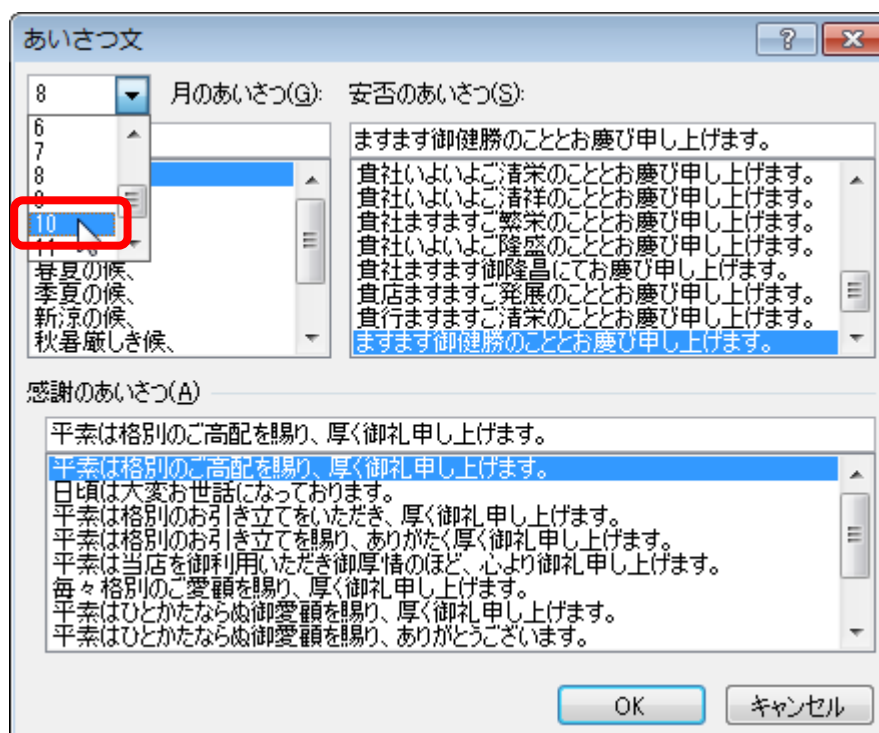 あいさつ文
8
月のあいさつ(G):
安否のあいさつ(S):
6
7
8
9
10
11
ますます御健勝のこととお慶び申し上げます。
貴社いよいよご清栄のこととお慶び申し上げます。
貴社いよいよご清祥のこととお慶び申し上げます。
貴社ますますご繁栄のこととお慶び申し上げます。
貴社いよいよご隆盛のこととお慶び申し上げます。
貴社ますます御隆昌にてお慶び申し上げます。
貴店ますますご発展のこととお慶び申し上げます。
貴行ますますご清栄のこととお慶び申し上げます。
ますます御健勝のこととお慶び申し上げます。
季夏の候、
新涼の候、
秋暑厳しき候、
感謝のあいさつ(A)
平素は格別のご高配を賜り、厚く御礼申し上げます。
平素は格別のご高配を賜り、厚く御礼申し上げます。
日頃は大変お世話になっております。
平素は格別のお引き立てをいただき、厚く御礼申し上げます。
平素は格別のお引き立てを賜り、ありがたく厚く御礼申し上げます。
平素は当店を御利用いただき御厚情のほど、心より御礼申し上げます。
毎々格別のご愛顧を賜り、厚く御礼申し上げます。
平素はひとかたならぬ御愛顧を賜り、厚く御礼申し上げます。
平素はひとかたならぬ御愛顧を賜り、ありがとうございます。
OK
キャンセル